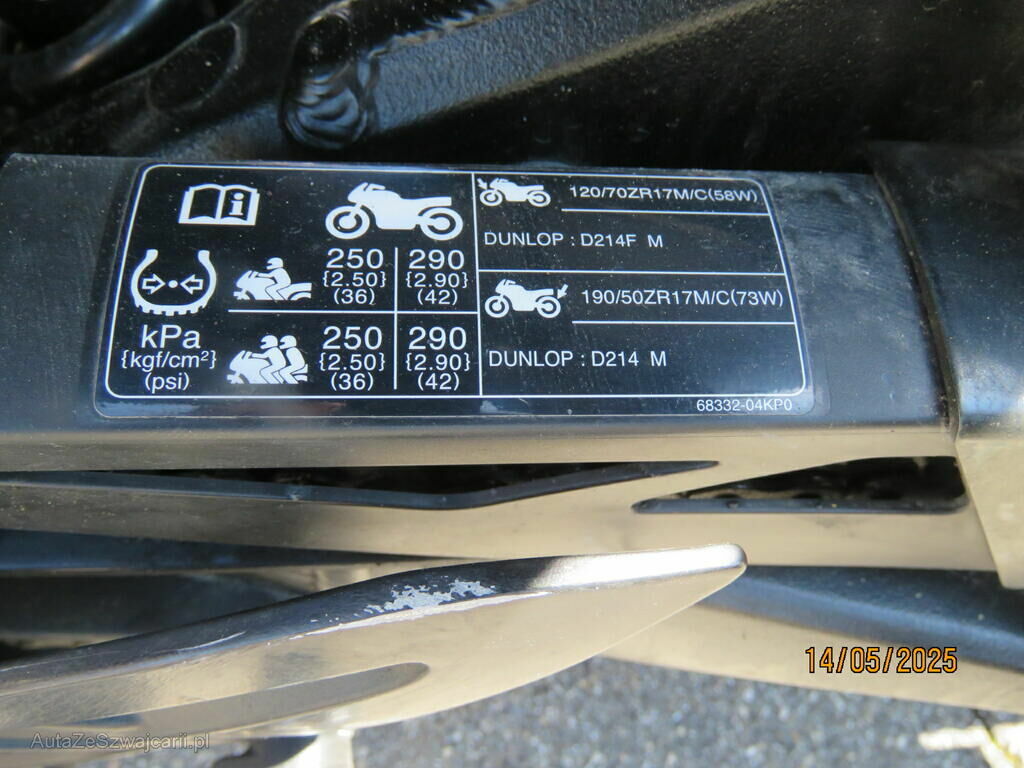 120/70ZR17M/C(58W)
DUNLOP : D214F M
190/50ZR17M/C(73W)
DUNLOP : D214 M
250 290
{2.50} {2.90}
(36) (42)
kPa 250 290
{kgf/cm²} {2.50} {2.90}
(psi) (36) (42)
68332-04KP0
14/05/2025
AutaZeSzwajcarii.pl